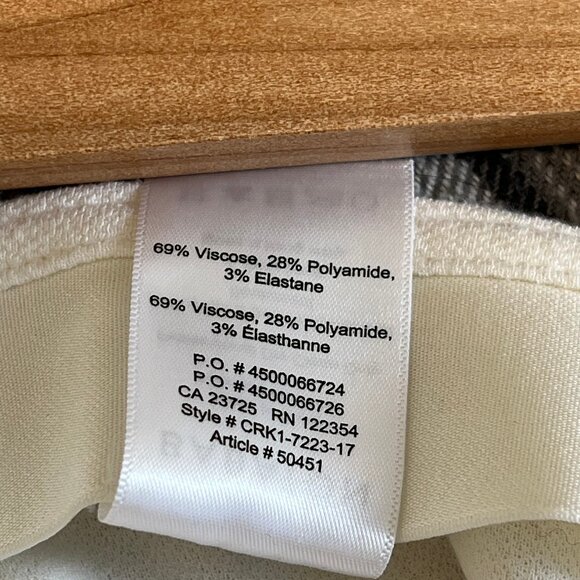 69% Viscose, 28% Polyamide,
3% Elastane
69% Viscose, 28% Polyamide,
3% Élasthanne
P.O. # 4500066724
P.O. # 4500066726
CA 23725 RN 122354
Style # CRK1-7223-17
Article # 50451